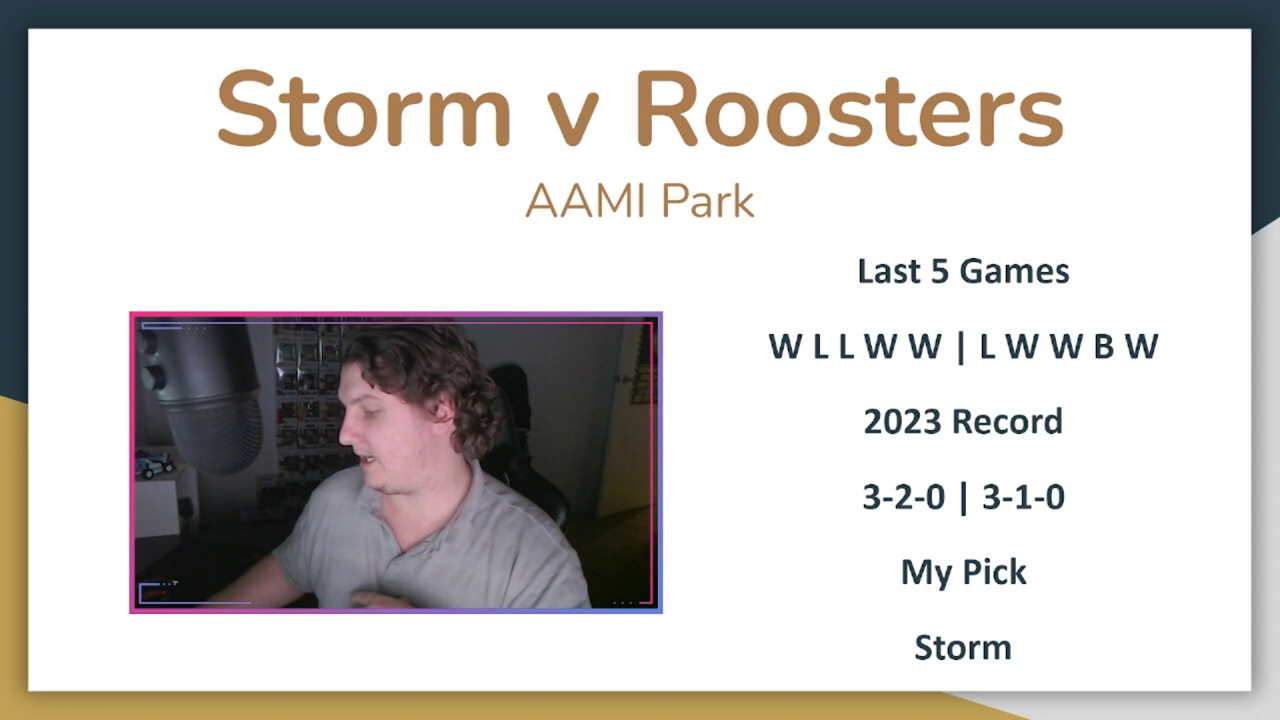 Storm v Roosters
AAMI Park
Last 5 Games
W L L W W | L W W B W
2023 Record
3-2-0 | 3-1-0
My Pick
Storm